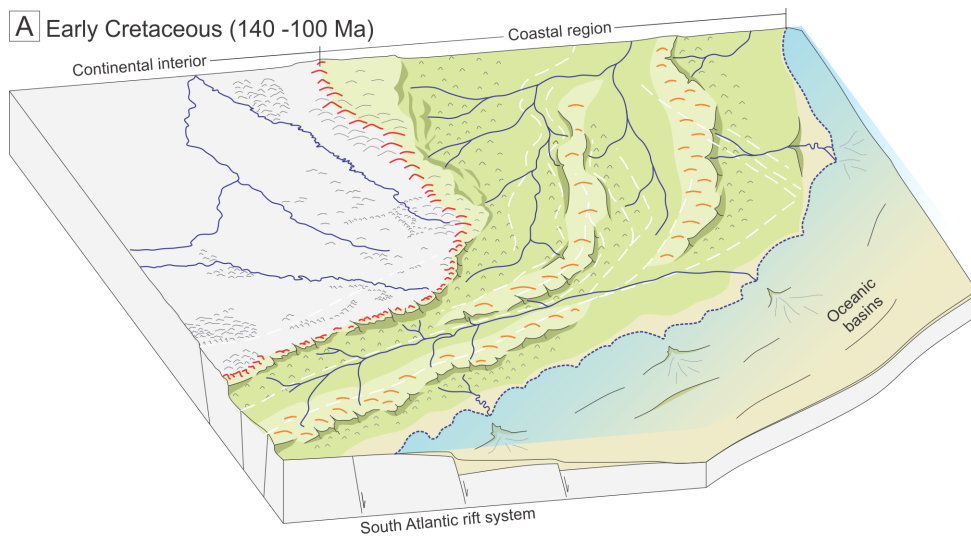 A Early Cretaceous (140 -100 Ma)
Continental interior
Coastal region
Oceanic
basins
South Atlantic rift system